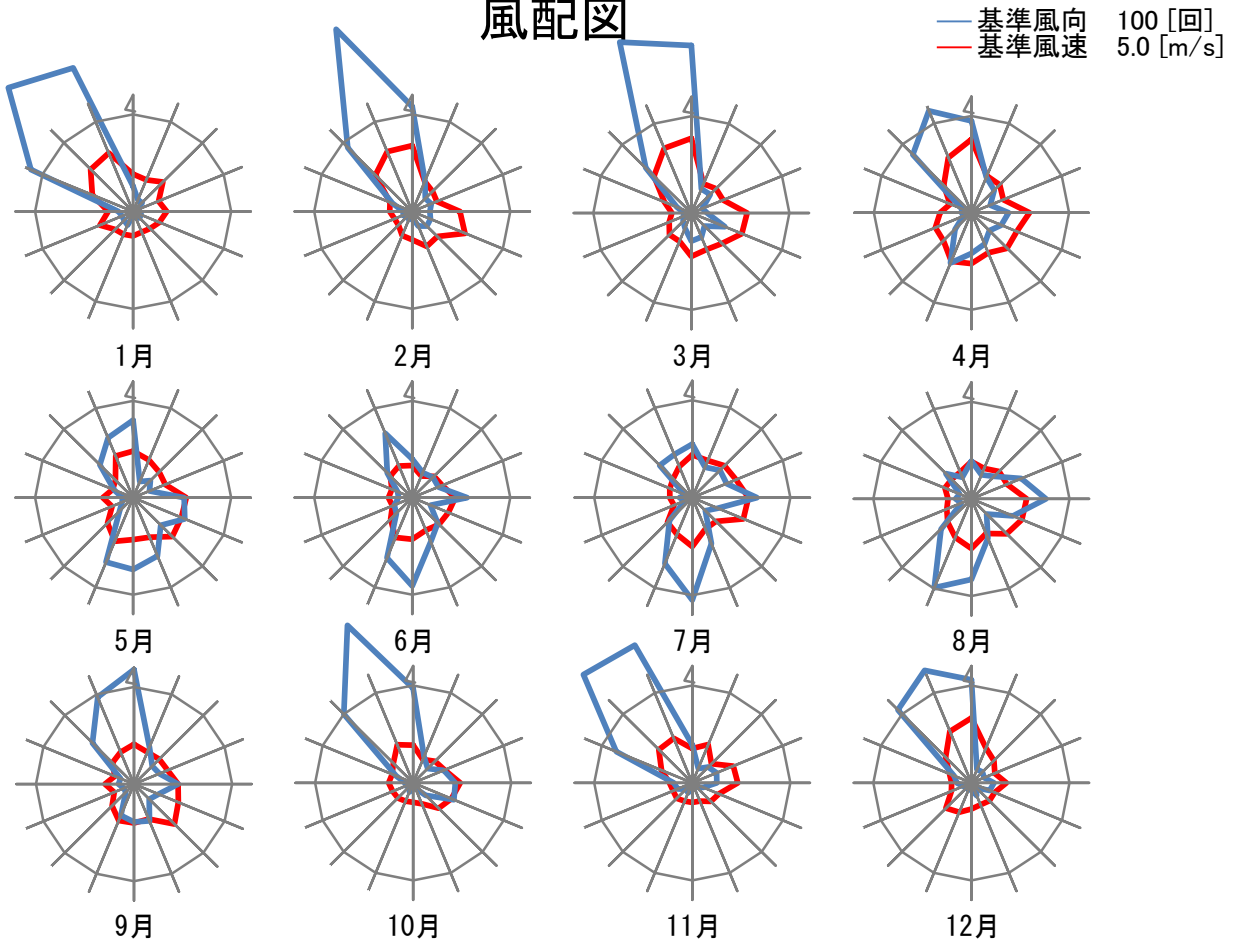 風配図
基準風向 100 [回]
基準風速 5.0 [m/s]
1月
2月
3月
4月
5月
6月
7月
8月
9月
10月
11月
12月